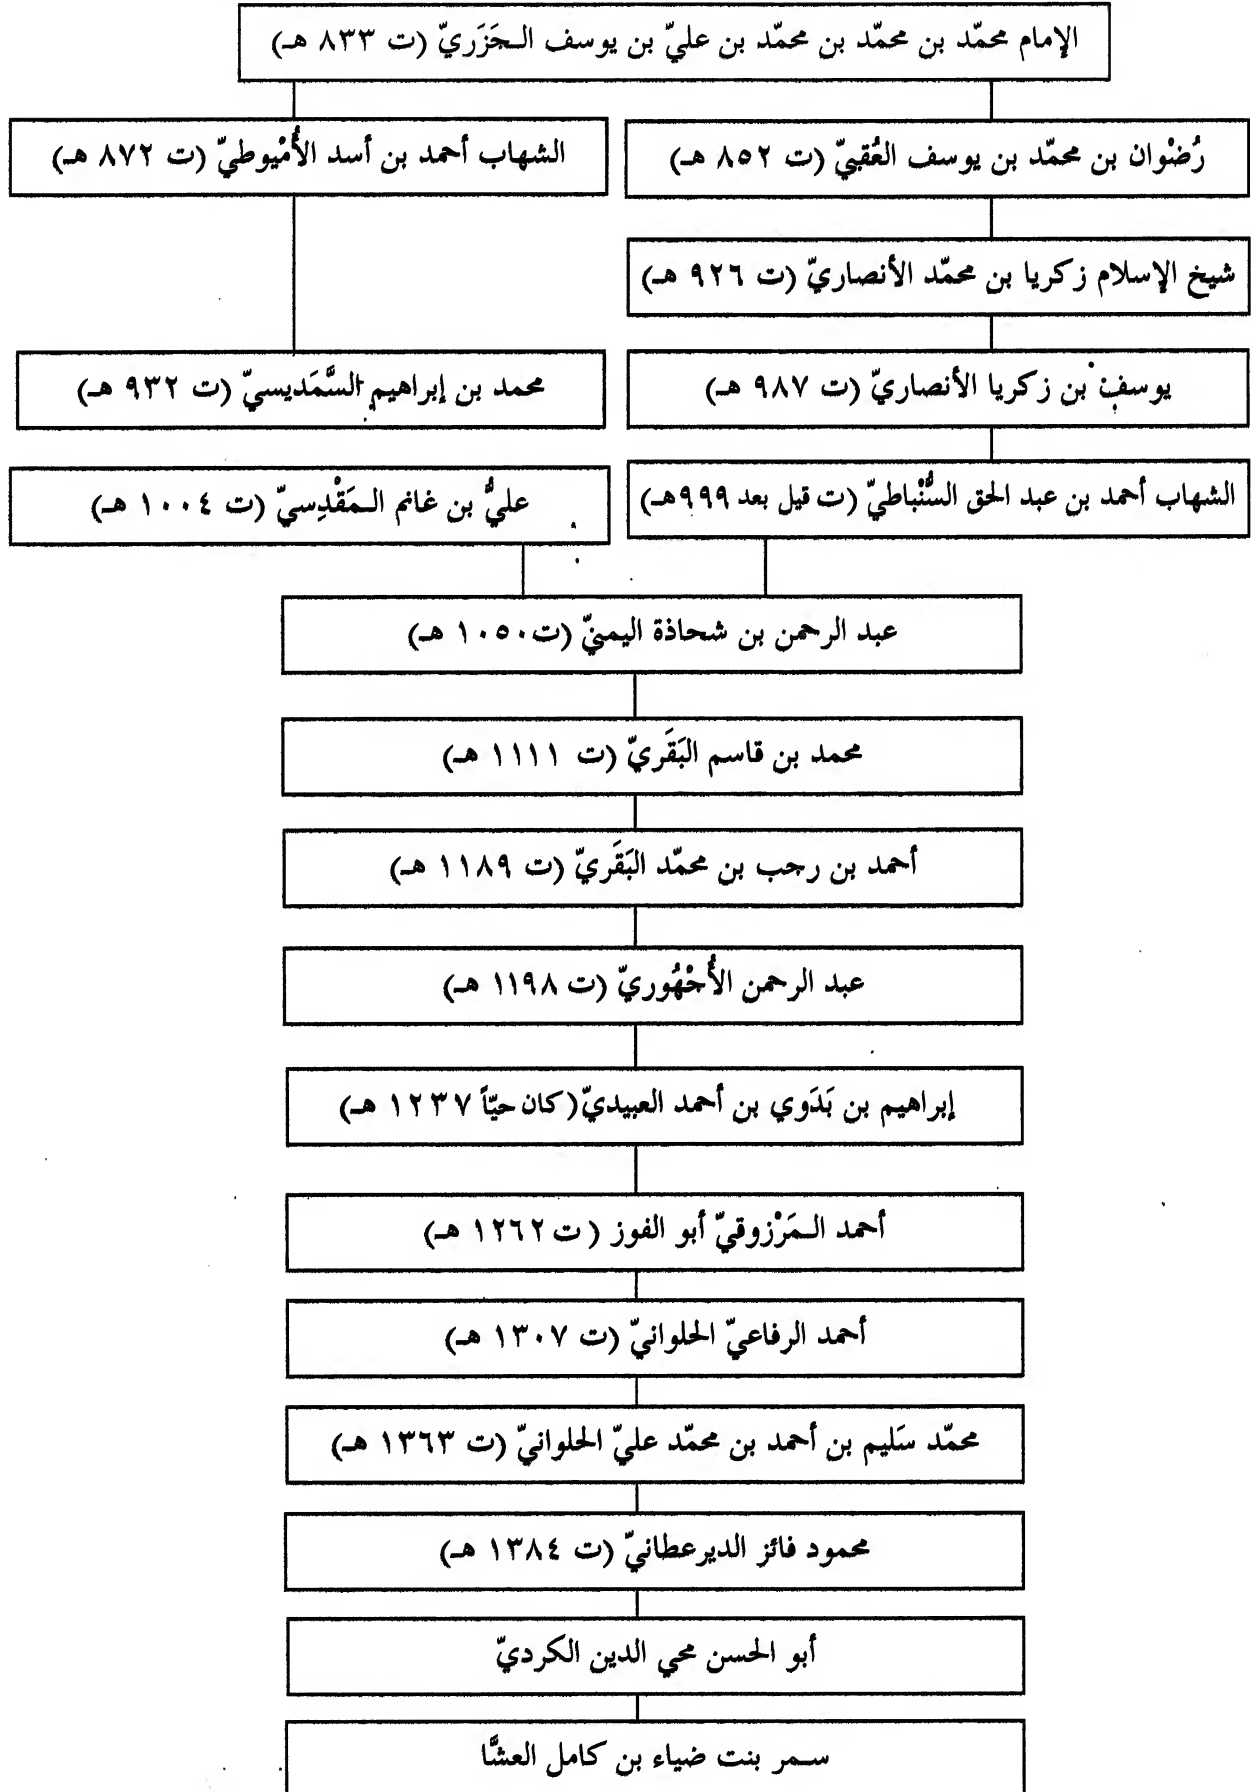 الإمام محمّد بن محمّد بن محمّد بن عليّ بن يوسف الـجَزَريّ (ت ٨٣٣ هـ)
رُضْوان بن محمّد بن يوسف العُقبيّ (ت ٨٥٢ هـ)
الشهاب أحمد بن أسد الأُمْيوطيّ (ت ٨٧٢ هـ)
شيخ الإسلام زكريا بن محمّد الأنصاريّ (ت ٩٢٦ هـ)
يوسف بن زكريا الأنصاريّ (ت ٩٨٧ هـ)
محمد بن إبراهيم السَّمَديسيّ (ت ٩٣٢ هـ)
الشهاب أحمد بن عبد الحق السُّنْباطيّ (ت قيل بعد ٩٩٩هـ)
عليُّ بن غانم الـمَقْدِسيّ (ت ١٠٠٤ هـ)
عبد الرحمن بن شحاذة اليمنيّ (ت١٠٥٠ هـ)
محمد بن قاسم البَقَريّ (ت ١١١١ هـ)
أحمد بن رجب بن محمّد البَقَريّ (ت ١١٨٩ هـ)
عبد الرحمن الأُجْهُوريّ (ت ١١٩٨ هـ)
إبراهيم بن بَدَوي بن أحمد العبيديّ(كان حيّاً ١٢٣٧ هـ)
أحمد الـمَرْزوقيّ أبو الفوز (ت ١٢٦٢ هـ)
أحمد الرفاعيّ الحلوانيّ (ت ١٣٠٧ هـ)
محمّد سَليم بن أحمد بن محمّد عليّ الحلوانيّ (ت ١٣٦٣ هـ)
محمود فائز الديرعطانيّ (ت ١٣٨٤ هـ)
أبو الحسن محي الدين الكرديّ
سـمر بنت ضياء بن كامل العشَّا